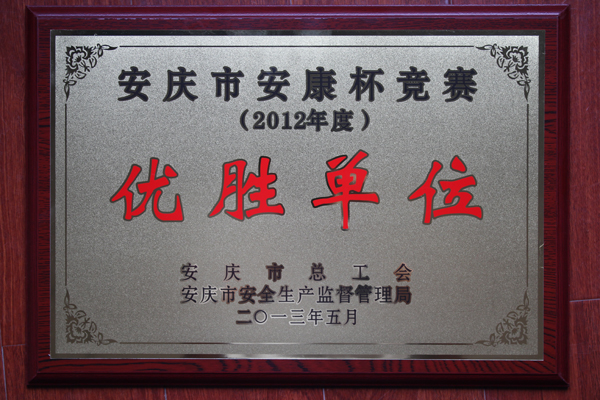 安庆市安康杯竞赛
（2012年度）
优胜单位
安庆市总工会
安庆市安全生产监督管理局
二〇一三年五月